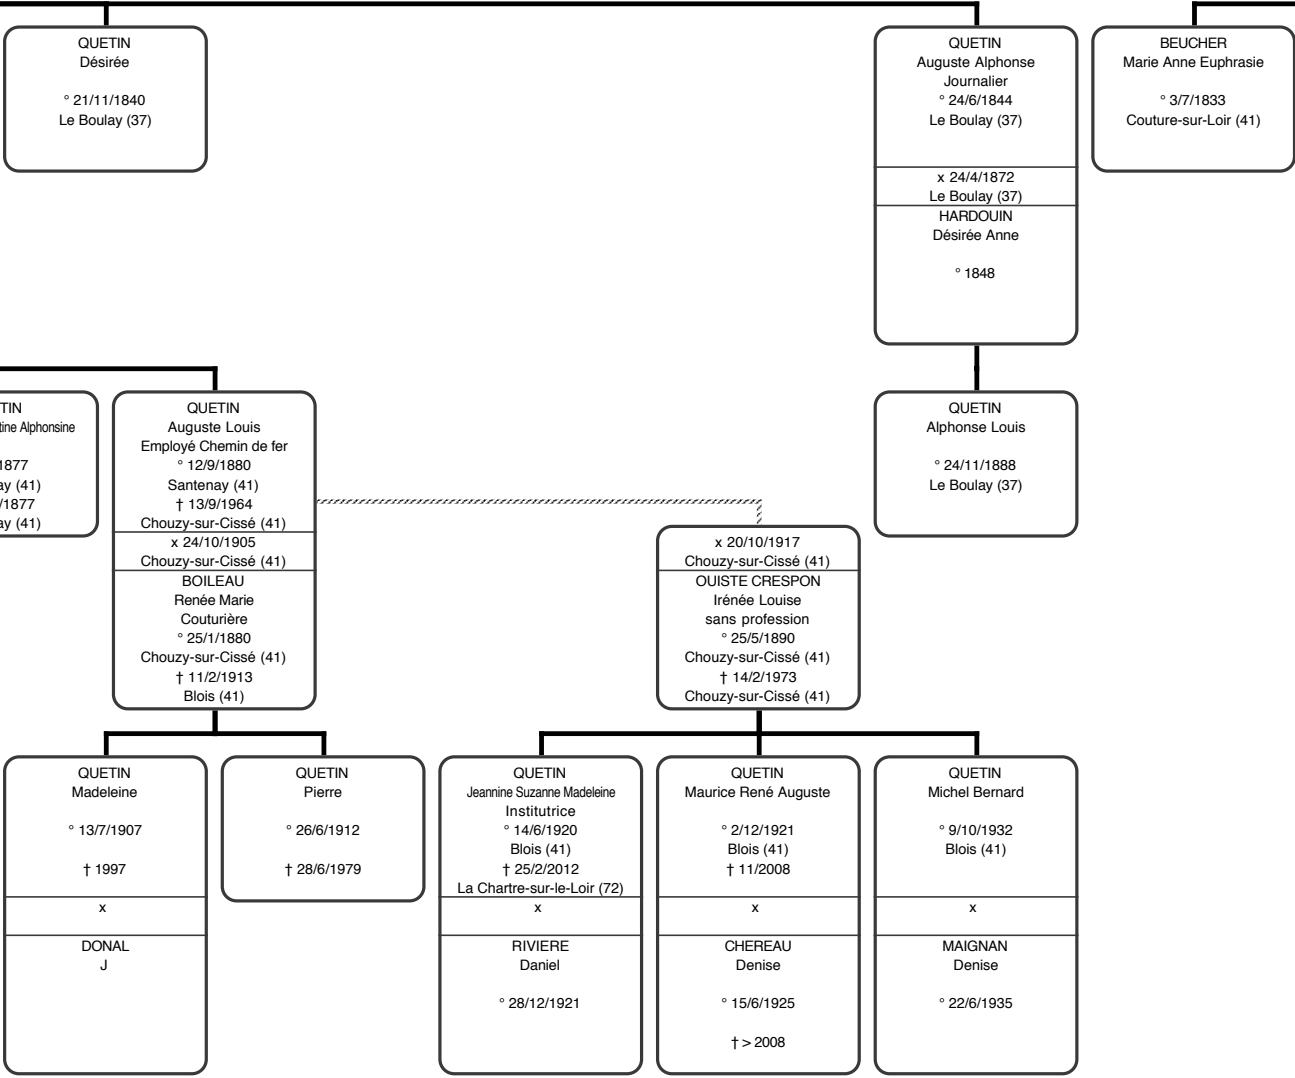 QUETIN
Désirée
° 21/11/1840
Le Boulay (37)
QUETIN
Auguste Alphonse
Journalier
° 24/6/1844
Le Boulay (37)
x 24/4/1872
Le Boulay (37)
HARDOUIN
Désirée Anne
° 1848
BEUCHER
Marie Anne Euphrasie
° 3/7/1833
Couture-sur-Loir (41)
TIN
tine Alphonsine
1877
ay (41)
/1877
ay (41)
QUETIN
Auguste Louis
Employé Chemin de fer
° 12/9/1880
Santenay (41)
† 13/9/1964
Chouzy-sur-Cissé (41)
x 24/10/1905
Chouzy-sur-Cissé (41)
BOILEAU
Renée Marie
Couturière
° 25/1/1880
Chouzy-sur-Cissé (41)
† 11/2/1913
Blois (41)
x 20/10/1917
Chouzy-sur-Cissé (41)
OUISTE CRESPON
Irénée Louise
sans profession
° 25/5/1890
Chouzy-sur-Cissé (41)
† 14/2/1973
Chouzy-sur-Cissé (41)
QUETIN
Alphonse Louis
° 24/11/1888
Le Boulay (37)
QUETIN
Madeleine
° 13/7/1907
† 1997
x
DONAL
J
QUETIN
Pierre
° 26/6/1912
† 28/6/1979
QUETIN
Jeannine Suzanne Madeleine
Institutrice
° 14/6/1920
Blois (41)
† 25/2/2012
La Chartre-sur-le-Loir (72)
x
RIVIERE
Daniel
° 28/12/1921
QUETIN
Maurice René Auguste
° 2/12/1921
Blois (41)
† 11/2008
x
CHEREAU
Denise
° 15/6/1925
† > 2008
QUETIN
Michel Bernard
° 9/10/1932
Blois (41)
x
MAIGNAN
Denise
° 22/6/1935